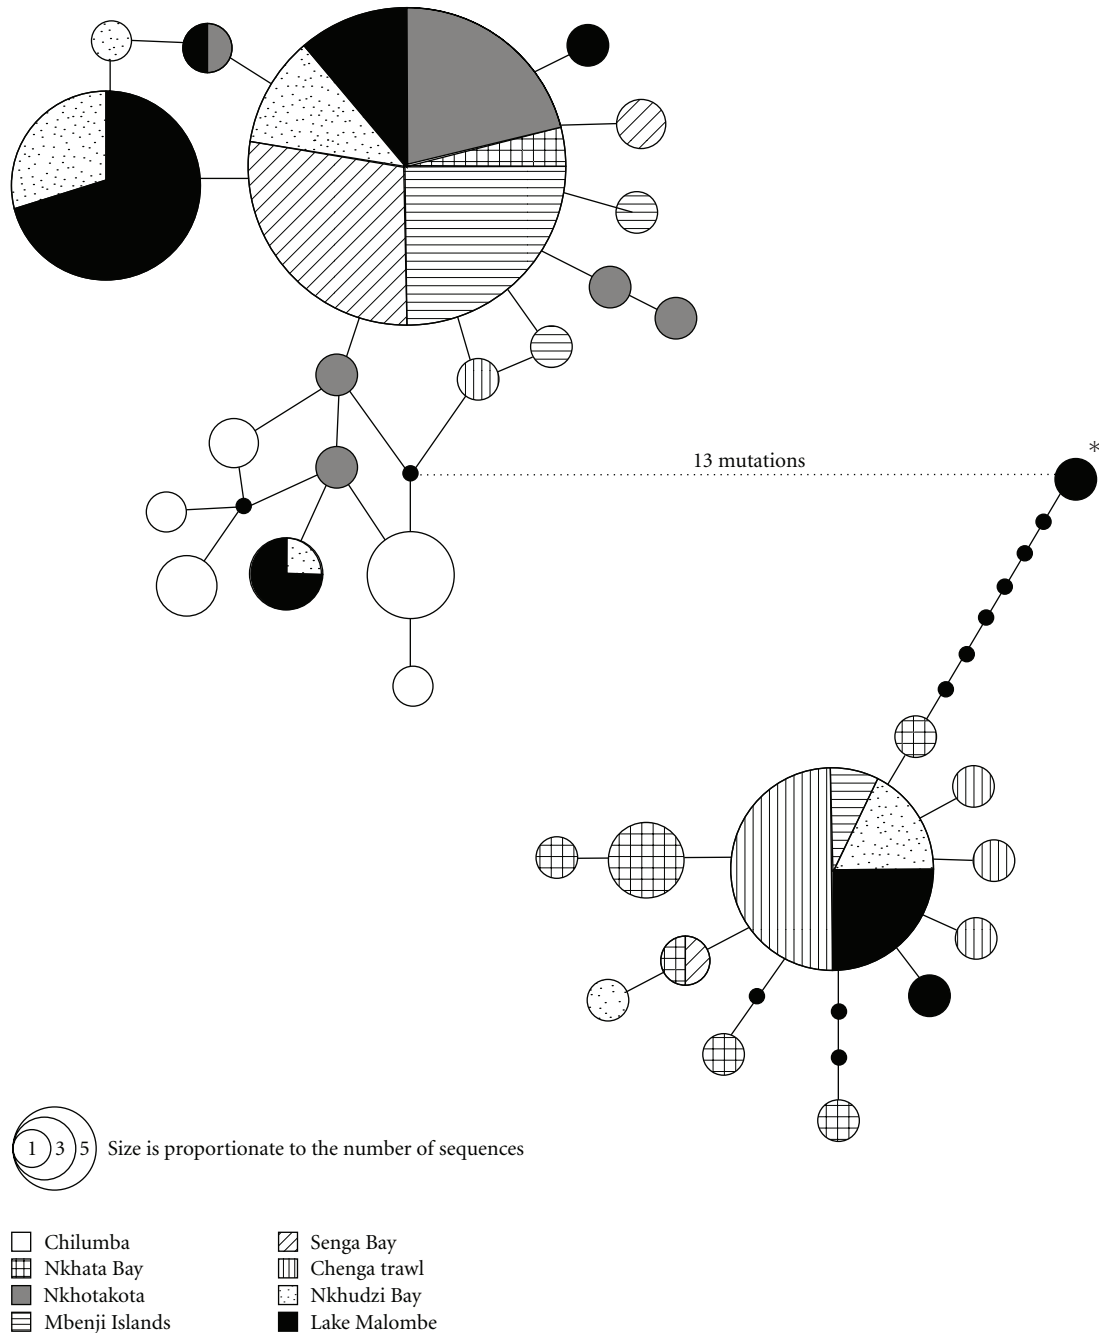 *
13 mutations
1 3 5 Size is proportionate to the number of sequences
Chilumba Senga Bay
Nkhata Bay Chenga trawl
Nkhotakota Nkhudzi Bay
Mbenji Islands Lake Malombe